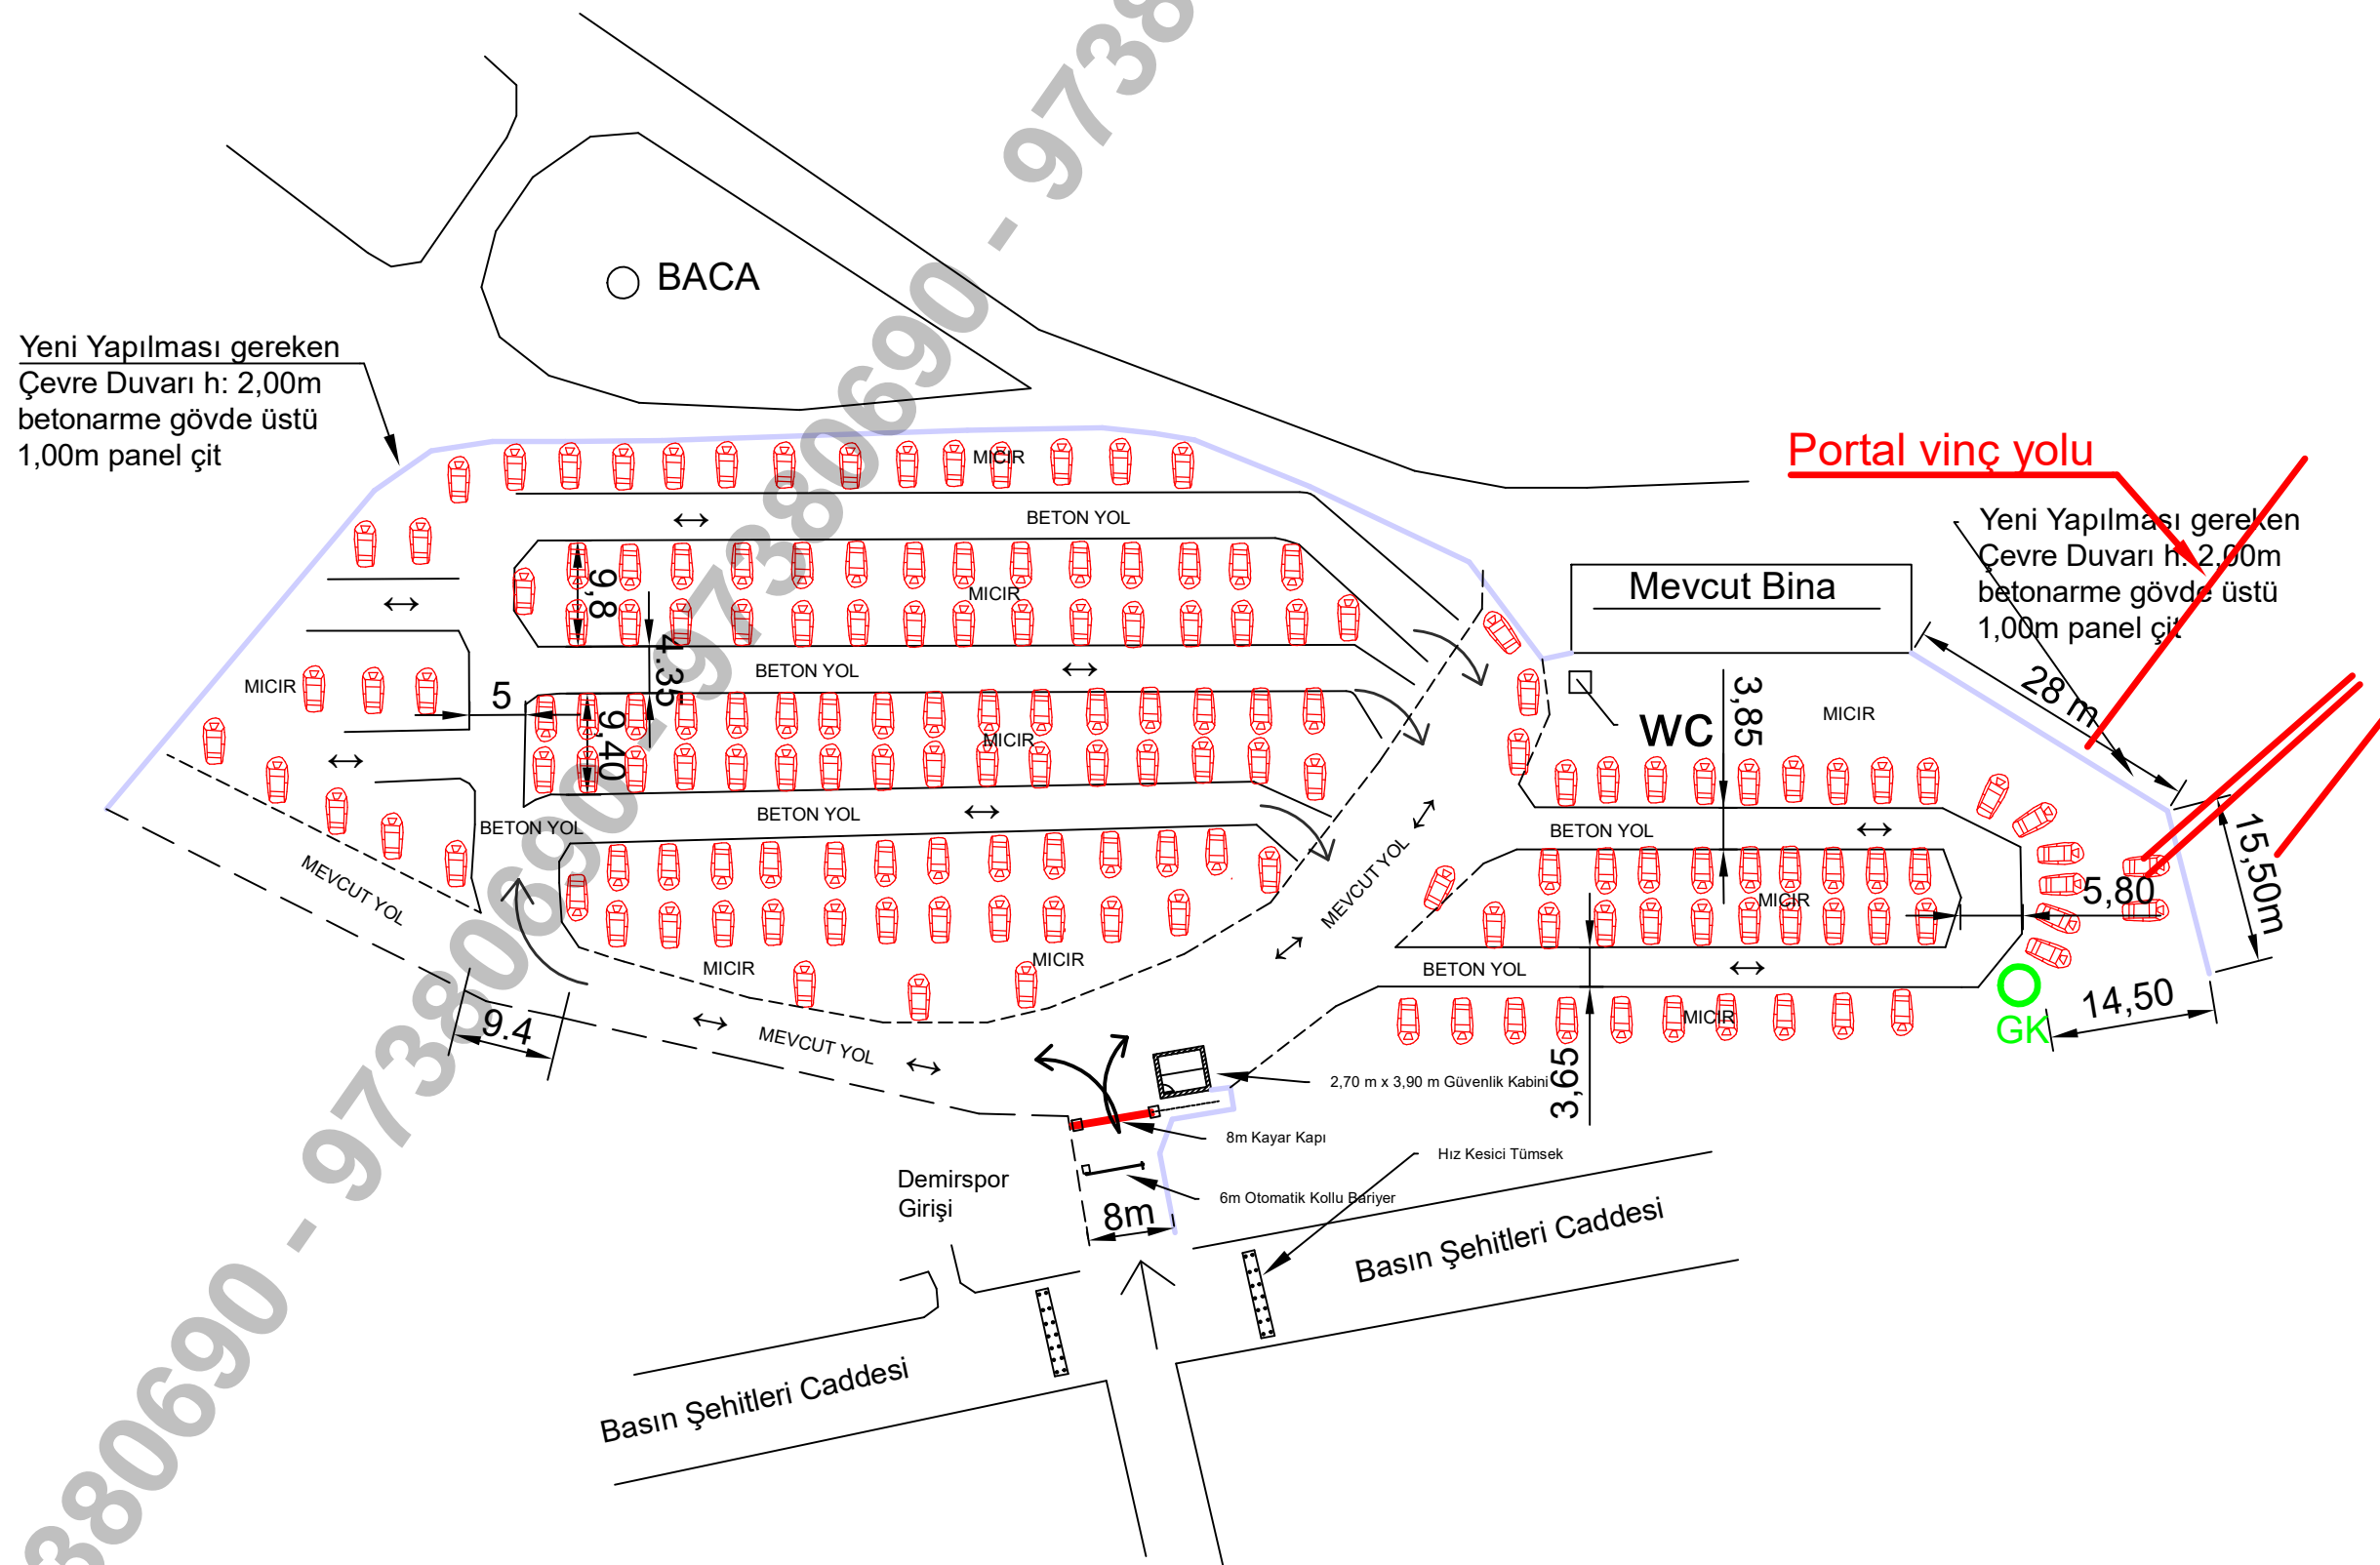 BACA
Yeni Yapılması gereken
Çevre Duvarı h: 2,00m
betonarme gövde üstü
1,00m panel çit
Portal vinç yolu
Yeni Yapılması gereken
Çevre Duvarı h: 2,00m
betonarme gövde üstü
1,00m panel çit
Mevcut Bina
28 m
WC
MICIR
3,85
15,50m
5,80
14,50
GK
3,65
MICIR
BETON YOL
9,8
MICIR
4.35
BETON YOL
MICIR
5
9,40
MICIR
BETON YOL
BETON YOL
MEVCUT YOL
MICIR
MICIR
MEVCUT YOL
BETON YOL
MICIR
BETON YOL
MICIR
9.4
MEVCUT YOL
2,70 m x 3,90 m Güvenlik Kabini
8m Kayar Kapı
Hız Kesici Tümsek
6m Otomatik Kollu Bariyer
Demirspor
Girişi
8m
Basın Şehitleri Caddesi
Basın Şehitleri Caddesi
380690 - 97380690 - 97380690 - 9738